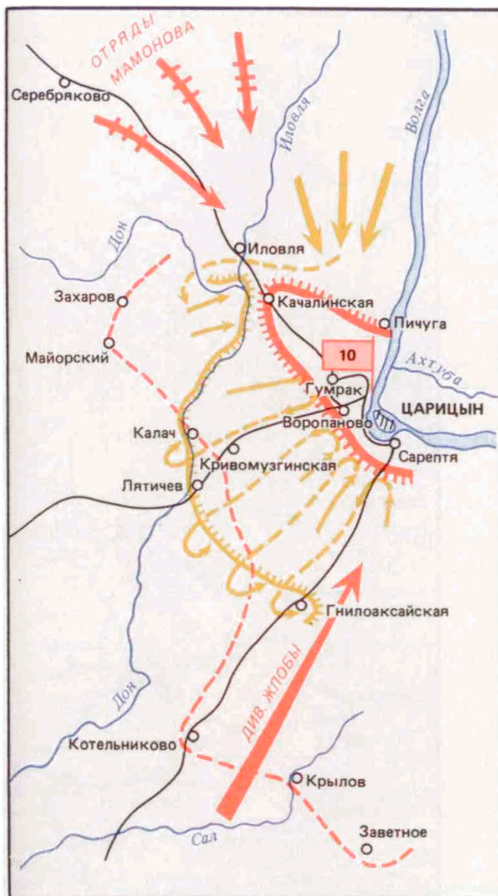 ОТРЯДЫ
МАМОНОВА
Серебряково
Иловля
Волга
Дон
Иловля
Захаров
Качалинская
Пичуга
Майорский
10
Ахтуба
Гумрак
ЦАРИЦЫН
Калач
Воропаново
Кривомузгинская
Сарептя
Лятичев
Гнилоаксайская
ДИВ. ЖЛОБЫ
Дон
Котельниково
Крылов
Сал
Заветное